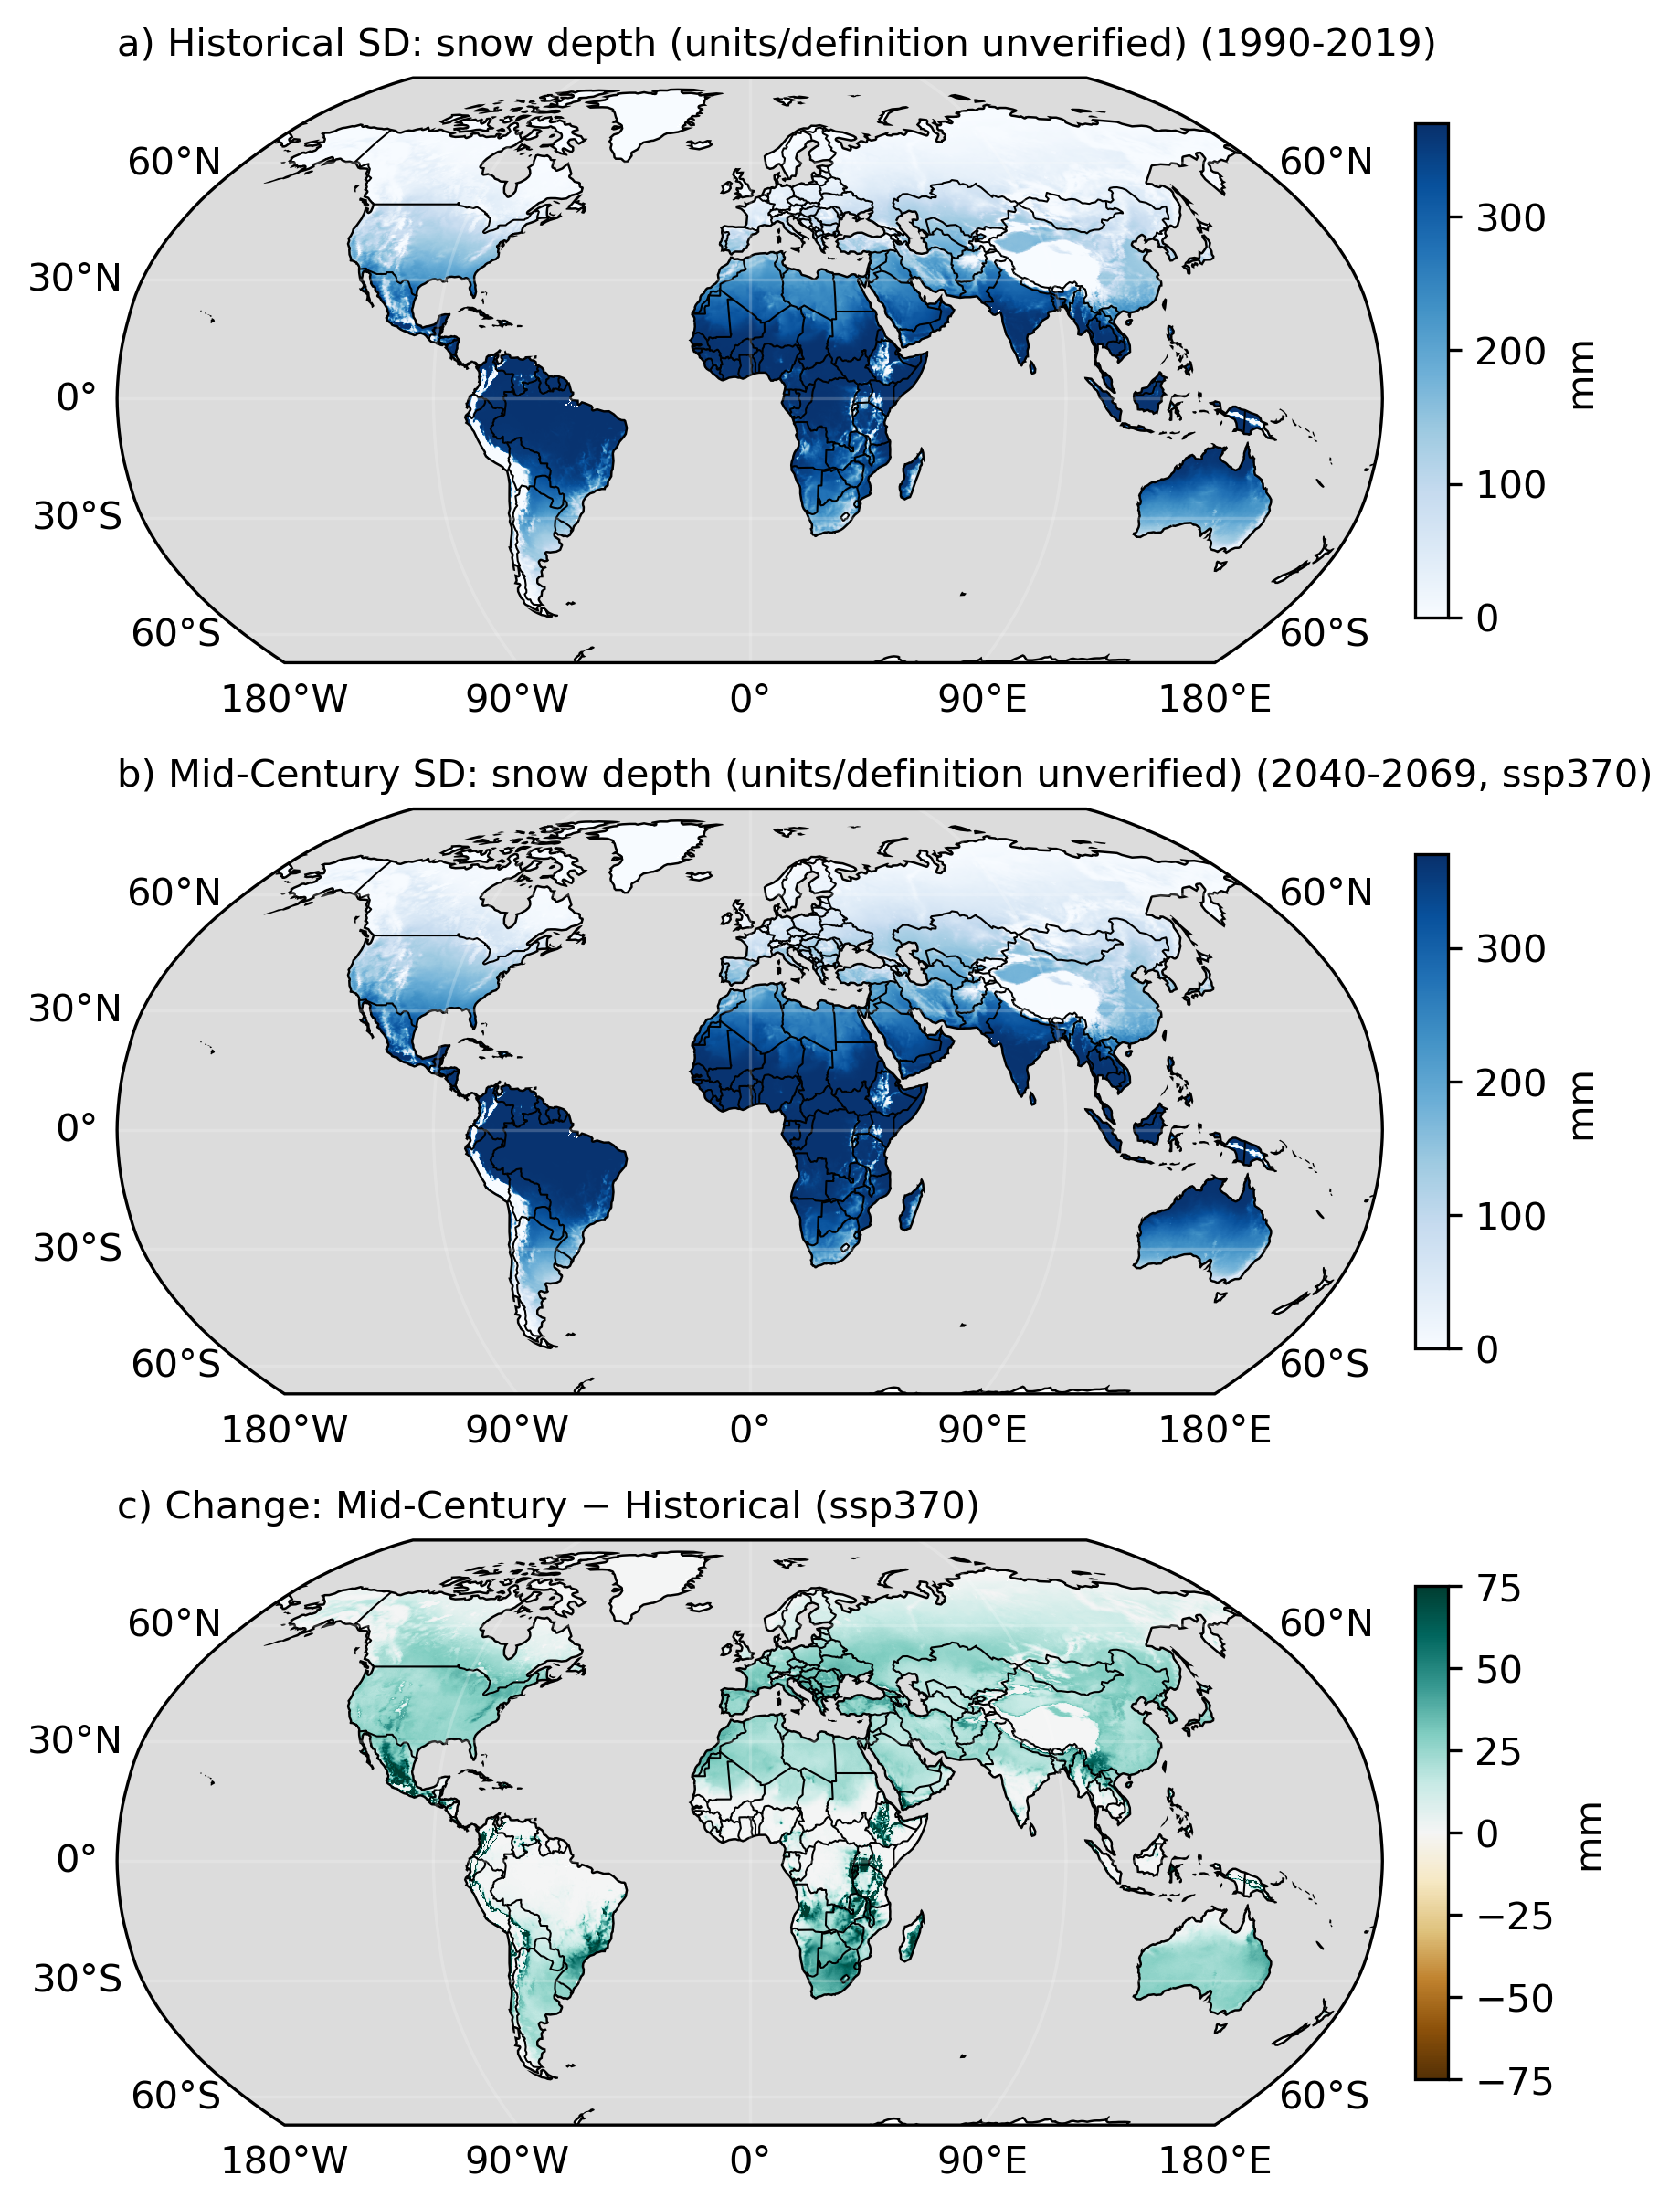 a) Historical SD: snow depth (units/definition unverified) (1990-2019)
60°N
60°N
30°N
0°
30°S
60°S
60°S
180°W
90°W
0°
90°E
180°E
300
200
100
0
mm
b) Mid-Century SD: snow depth (units/definition unverified) (2040-2069, ssp370)
60°N
60°N
30°N
0°
30°S
60°S
60°S
180°W
90°W
0°
90°E
180°E
300
200
100
0
mm
c) Change: Mid-Century − Historical (ssp370)
60°N
60°N
30°N
0°
30°S
60°S
60°S
180°W
90°W
0°
90°E
180°E
75
50
25
0
−25
−50
−75
mm